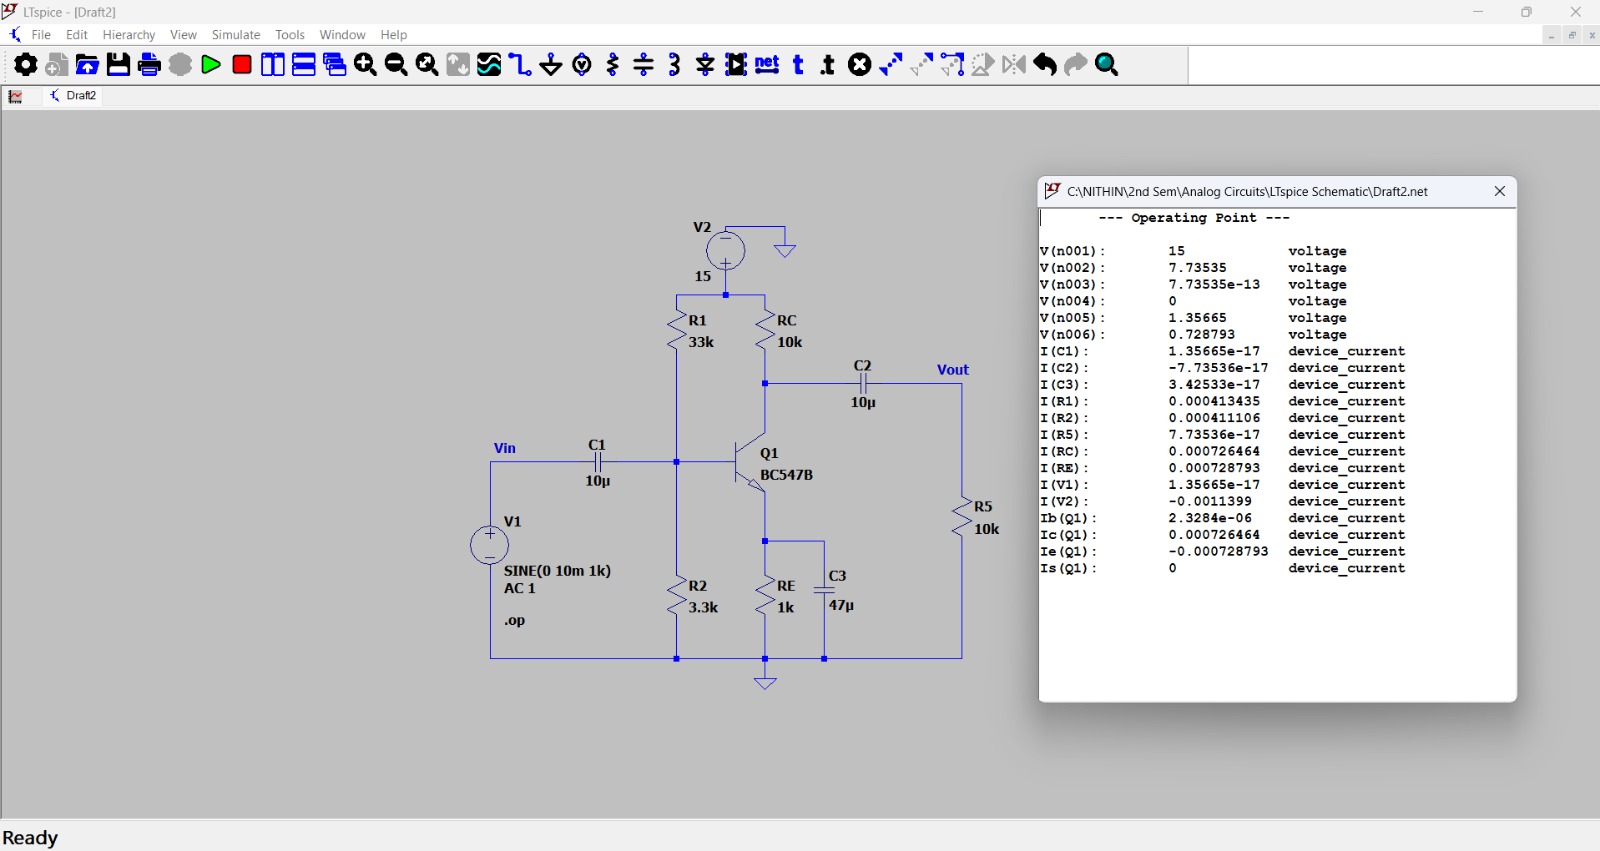 LTspice - [Draft2]
File Edit Hierarchy View Simulate Tools Window Help
net t .t
Draft2
V2
15
R1
33k
RC
10k
C2
10µ
Vout
Vin
C1
10µ
Q1
BC547B
V1
SINE(0 10m 1k)
AC 1
.op
R2
3.3k
RE
1k
C3
47µ
R5
10k
C:\NITHIN\2nd Sem\Analog Circuits\LTspice Schematic\Draft2.net
--- Operating Point ---
V(n001): 15 voltage
V(n002): 7.73535 voltage
V(n003): 7.73535e-13 voltage
V(n004): 0 voltage
V(n005): 1.35665 voltage
V(n006): 0.728793 voltage
I(C1): 1.35665e-17 device_current
I(C2): -7.73536e-17 device_current
I(C3): 3.42533e-17 device_current
I(R1): 0.000413435 device_current
I(R2): 0.000411106 device_current
I(R5): 7.73536e-17 device_current
I(RC): 0.000726464 device_current
I(RE): 0.000728793 device_current
I(V1): 1.35665e-17 device_current
I(V2): -0.0011399 device_current
Ib(Q1): 2.3284e-06 device_current
Ic(Q1): 0.000726464 device_current
Ie(Q1): -0.000728793 device_current
Is(Q1): 0 device_current
Ready